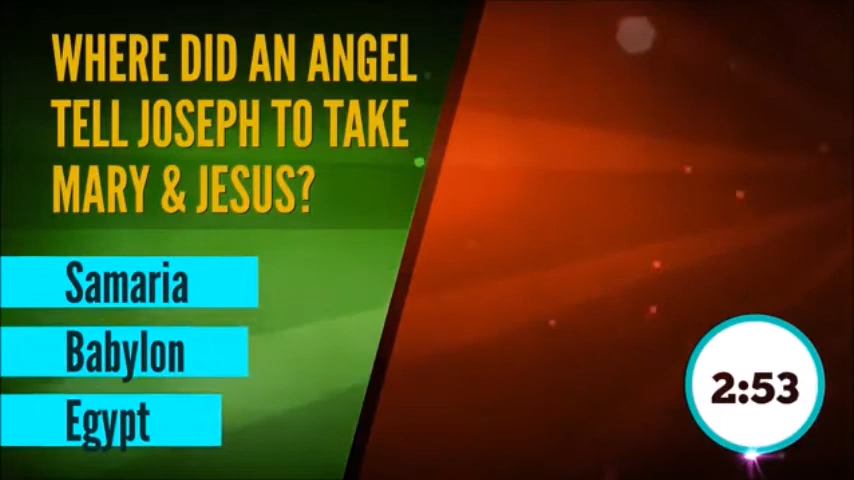 WHERE DID AN ANGEL
TELL JOSEPH TO TAKE
MARY & JESUS?
Samaria
Babylon
Egypt
2:53